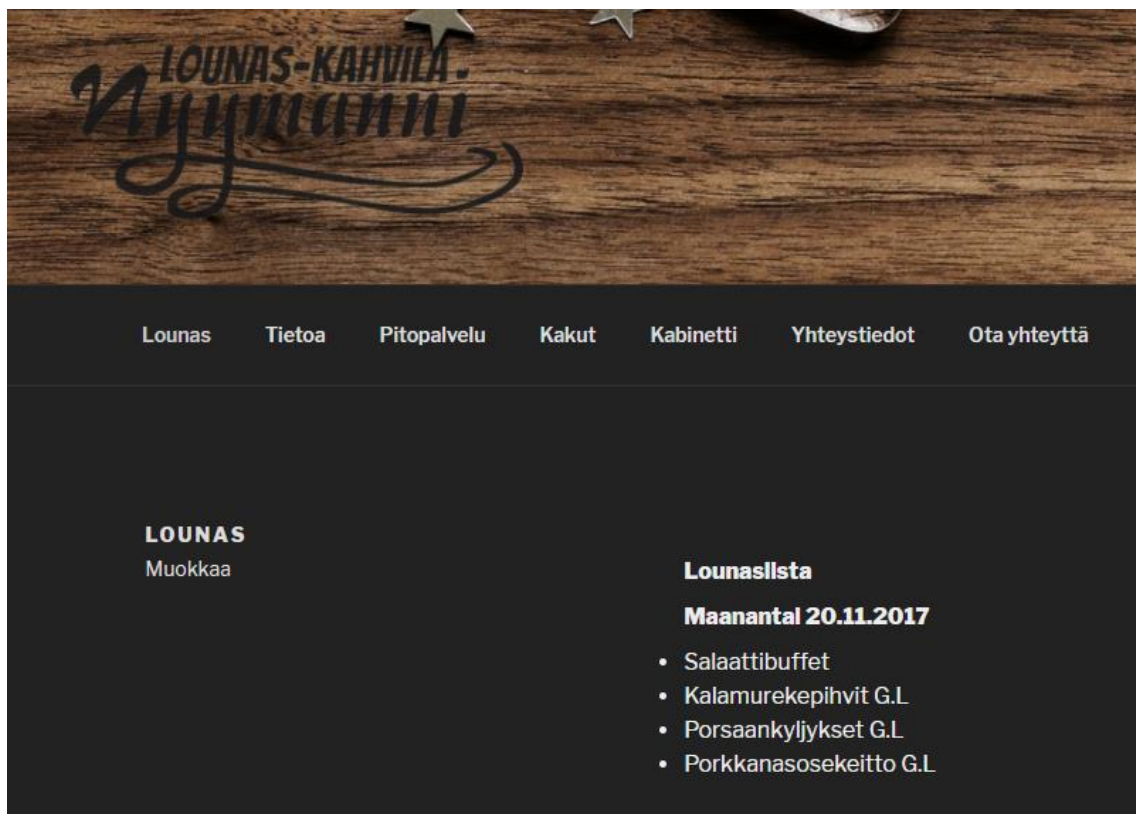 LOUNAS-KAHVILA
Nyymanni
Lounas Tietoa Pitopalvelu Kakut Kabinetti Yhteystiedot Ota yhteyttä
LOUNAS
Muokkaa
Lounaslista
Maanantai 20.11.2017
• Salaattibuffet
• Kalamurekepihvit G.L
• Porsaankyljykset G.L
• Porkkanasosekeitto G.L